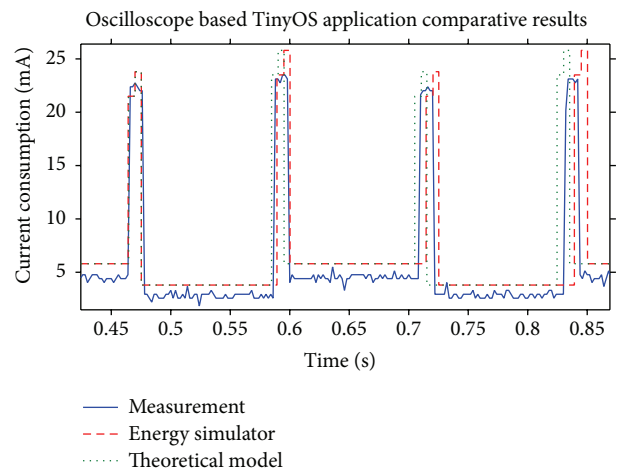 Oscilloscope based TinyOS application comparative results
Current consumption (mA)
25
20
15
10
5
0.45 0.5 0.55 0.6 0.65 0.7 0.75 0.8 0.85
Time (s)
Measurement
Energy simulator
Theoretical model